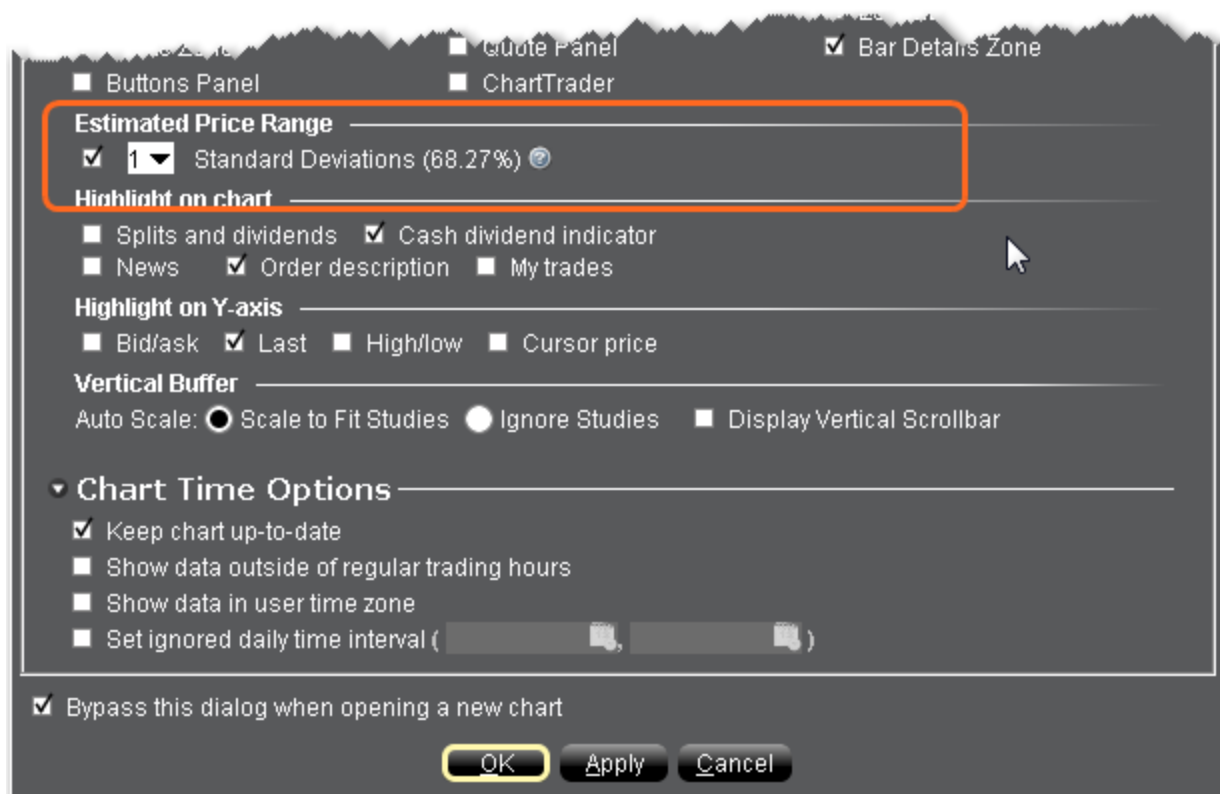 Quote Panel Bar Details Zone
Buttons Panel ChartTrader
Estimated Price Range
1 Standard Deviations (68.27%) ?
Highlight on chart
Splits and dividends Cash dividend indicator
News Order description My trades
Highlight on Y-axis
Bid/ask Last High/low Cursor price
Vertical Buffer
Auto Scale: Scale to Fit Studies Ignore Studies Display Vertical Scrollbar
Chart Time Options
Keep chart up-to-date
Show data outside of regular trading hours
Show data in user time zone
Set ignored daily time interval ( , )
Bypass this dialog when opening a new chart
OK Apply Cancel